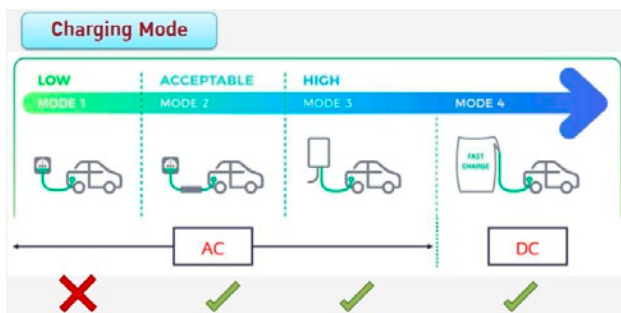 Charging Mode
LOW
ACCEPTABLE
HIGH
MODE 1
MODE 2
MODE 3
MODE 4
FAST
CHARGE
AC
DC